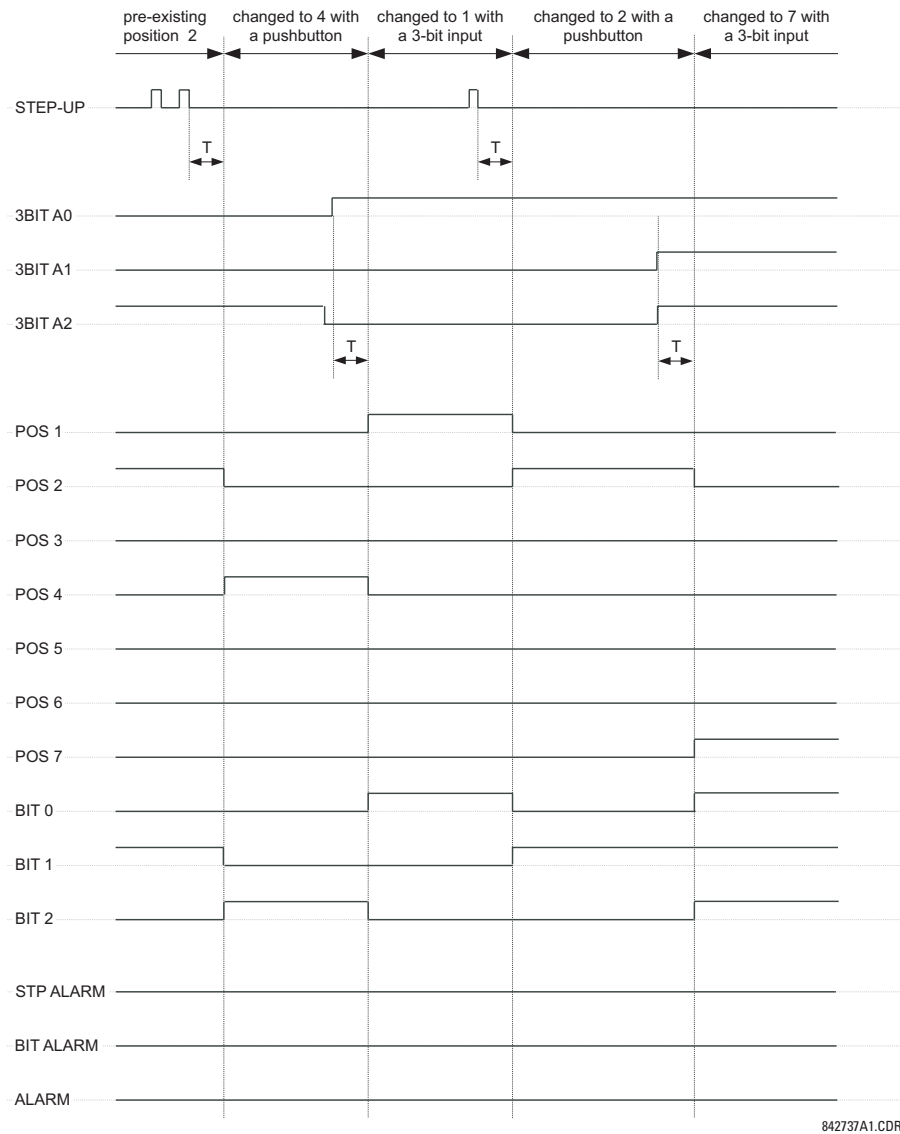 pre-existing
position 2
changed to 4 with
a pushbutton
changed to 1 with
a 3-bit input
changed to 2 with a
pushbutton
changed to 7 with
a 3-bit input
STEP-UP
T
T
3BIT A0
3BIT A1
3BIT A2
T
T
POS 1
POS 2
POS 3
POS 4
POS 5
POS 6
POS 7
BIT 0
BIT 1
BIT 2
STP ALARM
BIT ALARM
ALARM
842737A1.CDR